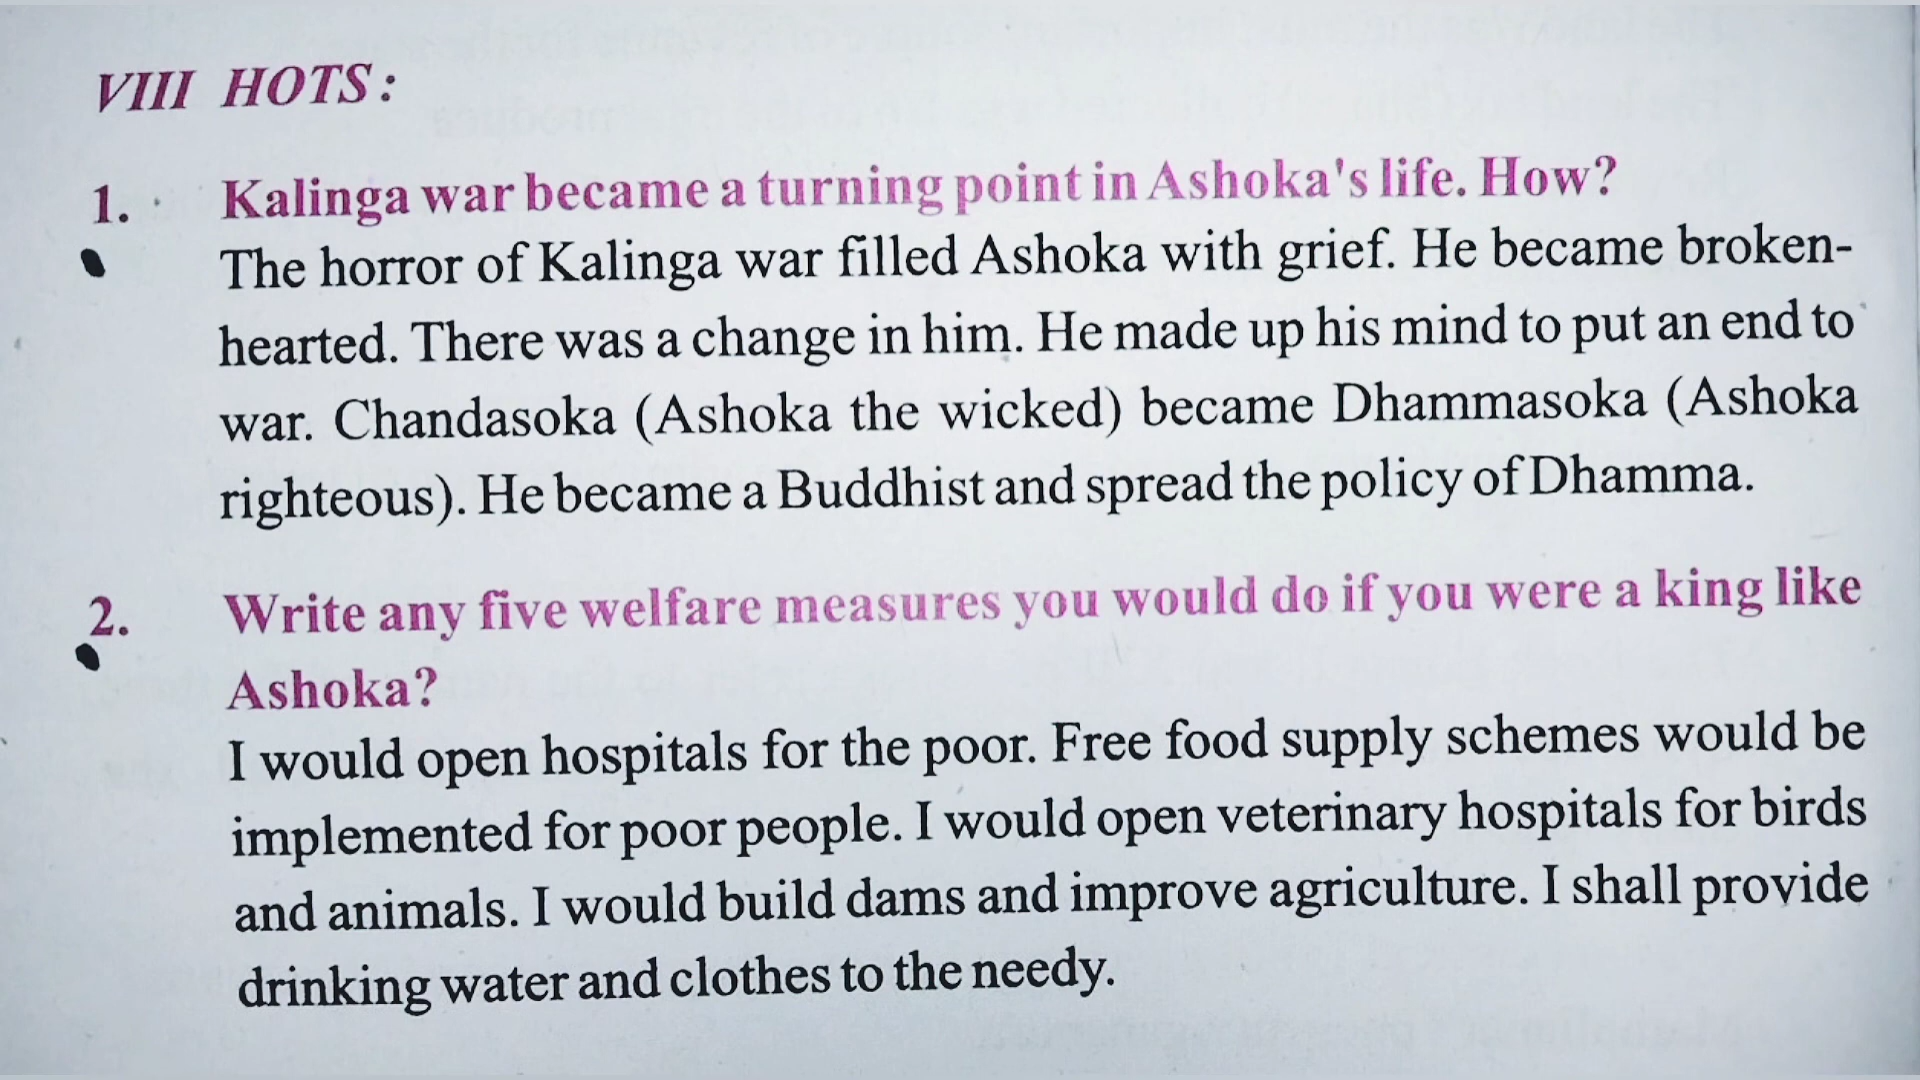 VIII HOTS:
1. Kalinga war became a turning point in Ashoka's life. How?
The horror of Kalinga war filled Ashoka with grief. He became broken-
hearted. There was a change in him. He made up his mind to put an end to
war. Chandasoka (Ashoka the wicked) became Dhammasoka (Ashoka
righteous). He became a Buddhist and spread the policy of Dhamma.
2. Write any five welfare measures you would do if you were a king like
Ashoka?
I would open hospitals for the poor. Free food supply schemes would be
implemented for poor people. I would open veterinary hospitals for birds
and animals. I would build dams and improve agriculture. I shall provide
drinking water and clothes to the needy.